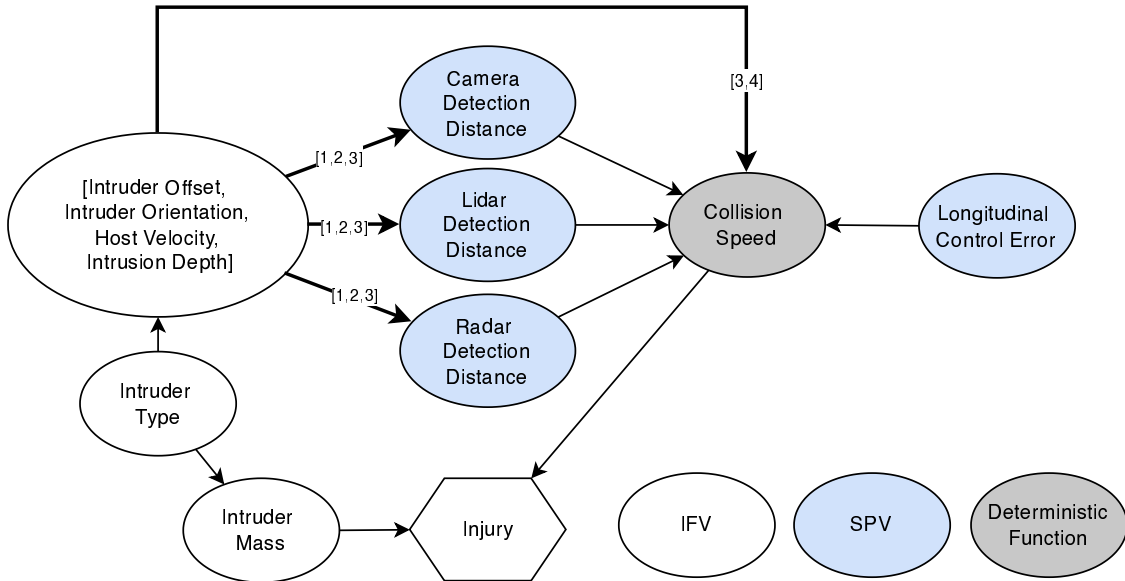 [3,4]
Camera
Detection
Distance
[1,2,3]
[Intruder Offset,
Intruder Orientation,
Host Velocity,
Intrusion Depth]
[1,2,3]
Lidar
Detection
Distance
Collision
Speed
Longitudinal
Control Error
[1,2,3]
Radar
Detection
Distance
Intruder
Type
Intruder
Mass
Injury
IFV
SPV
Deterministic
Function